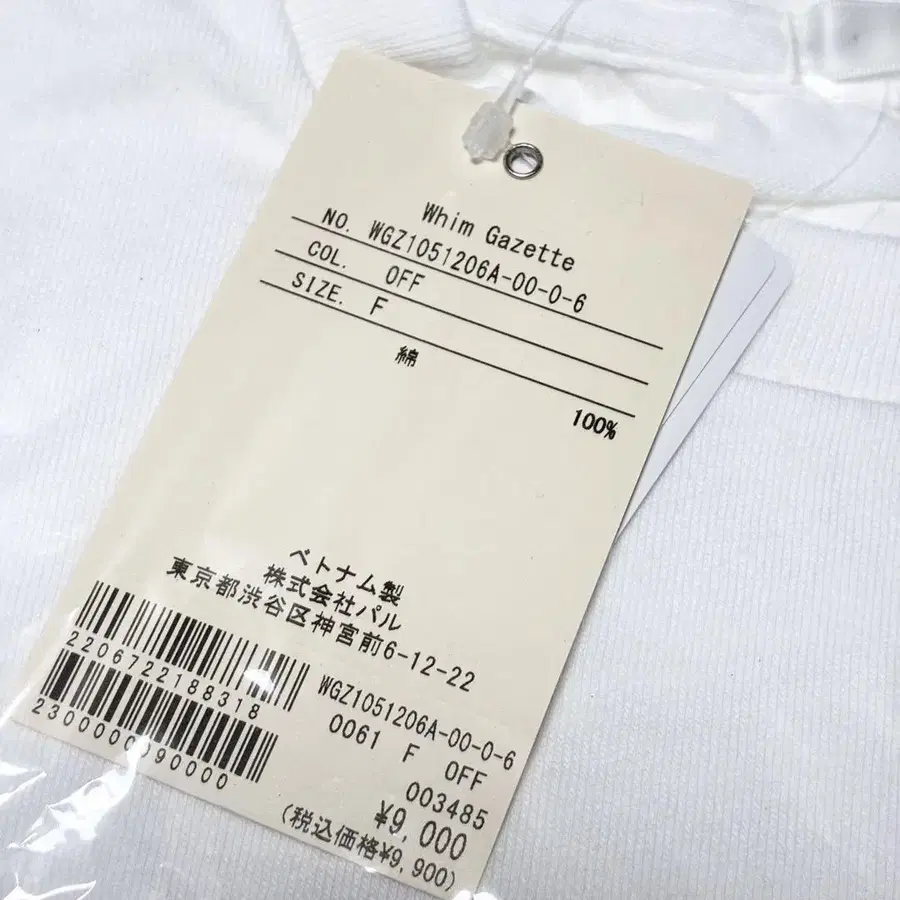 Whim Gazette
NO. WGZ1051206A-00-0-6
COL. OFF
SIZE. F
綿
100%
ベトナム製
株式会社パル
東京都渋谷区神宮前6-12-22
2206722188318
2300000990000
WGZ1051206A-00-0-6
0061 F OFF
003485
¥9,000
(税込価格¥9,900)